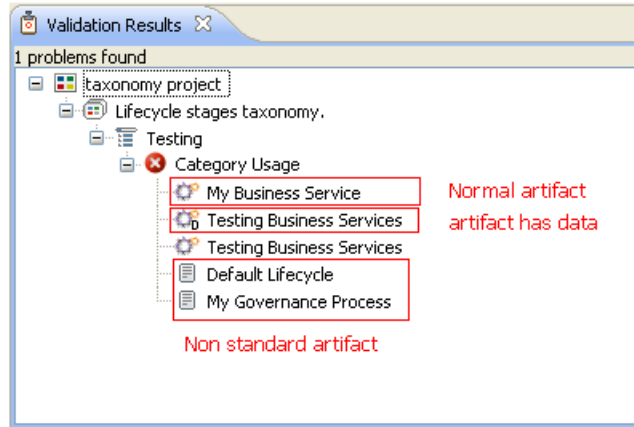 Validation Results
1 problems found
taxonomy project
Lifecycle stages taxonomy.
Testing
Category Usage
My Business Service
Normal artifact
D Testing Business Services
artifact has data
Testing Business Services
Default Lifecycle
My Governance Process
Non standard artifact